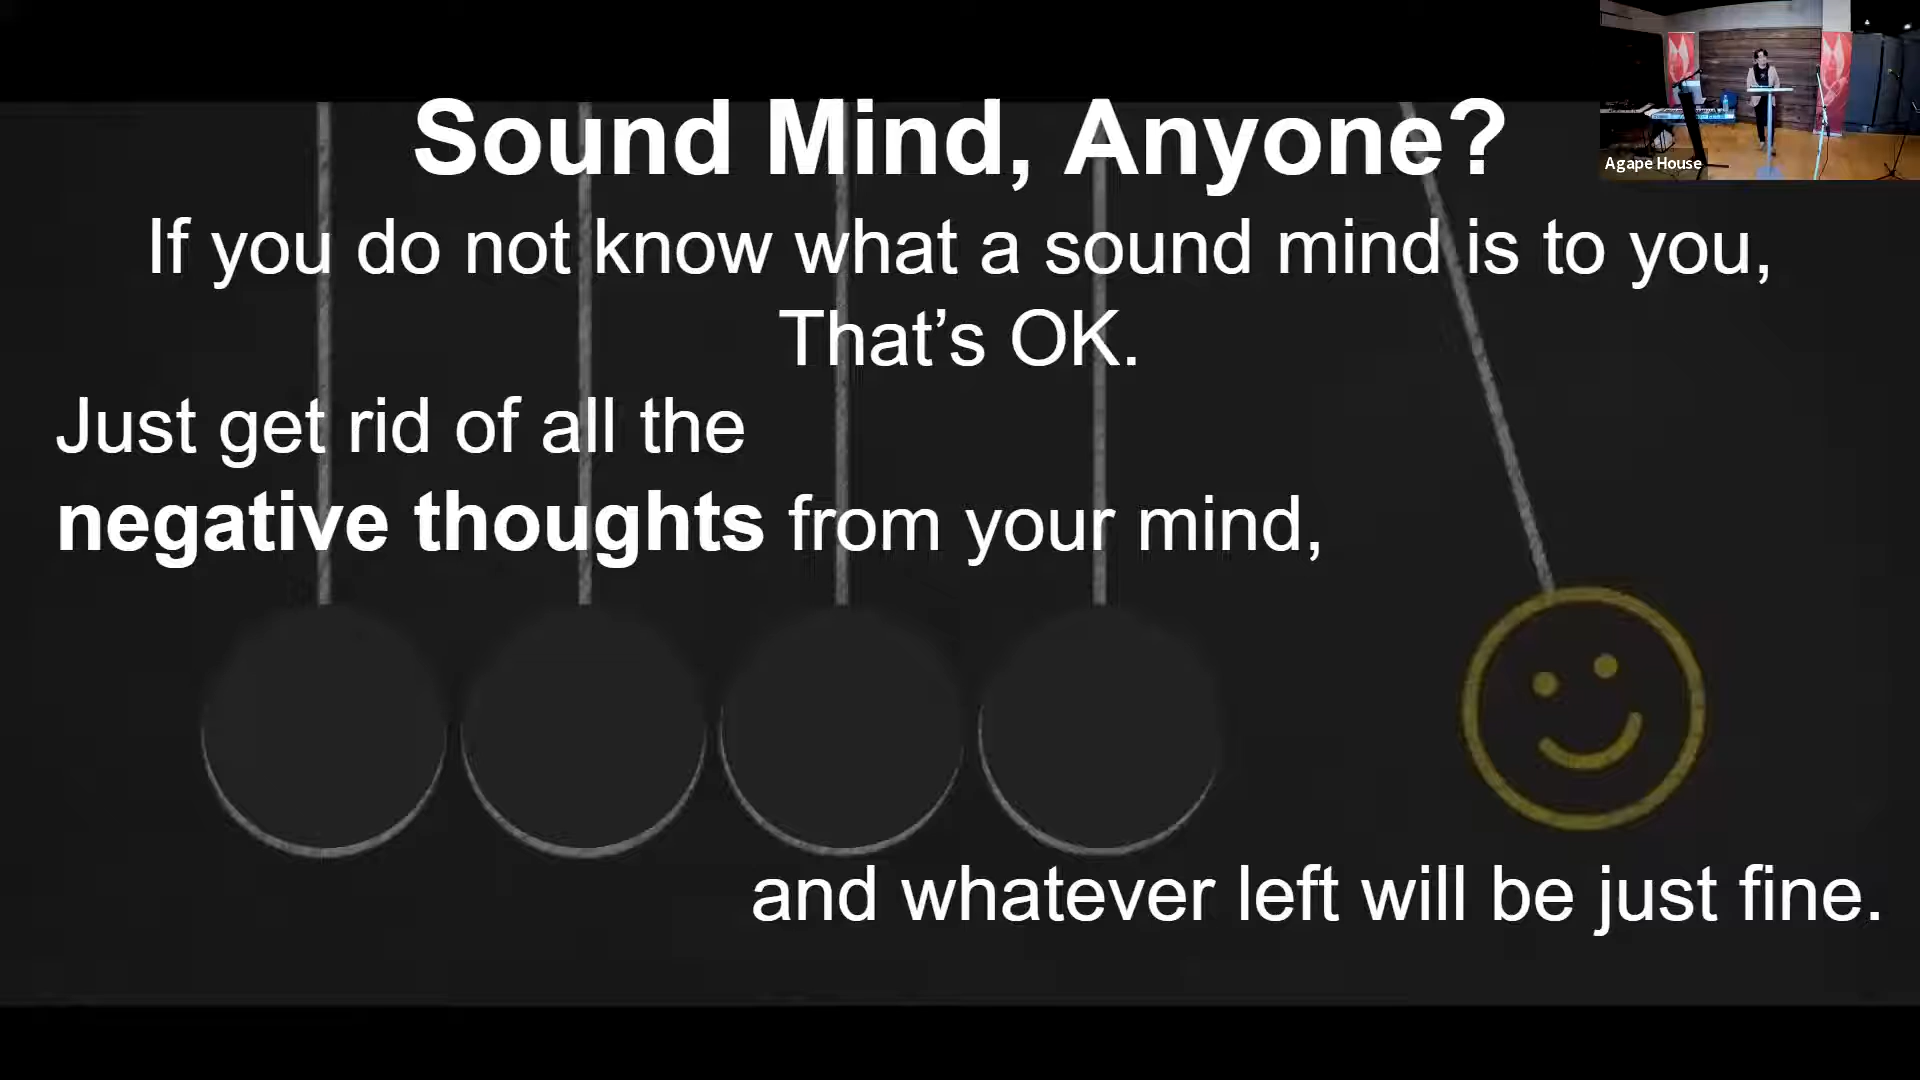 Sound Mind, Anyone?
Agape House
If you do not know what a sound mind is to you,
That’s OK.
Just get rid of all the
negative thoughts from your mind,
and whatever left will be just fine.